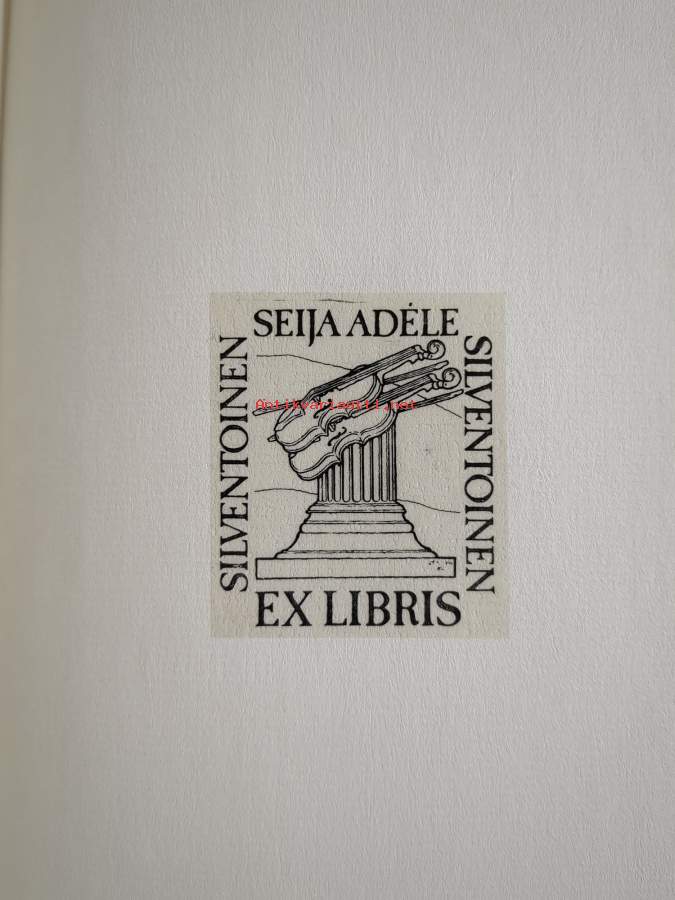 SEIJA ADÉLE
SILVENTOINEN
SILVENTOINEN
Antikvariaatti.net
EX LIBRIS